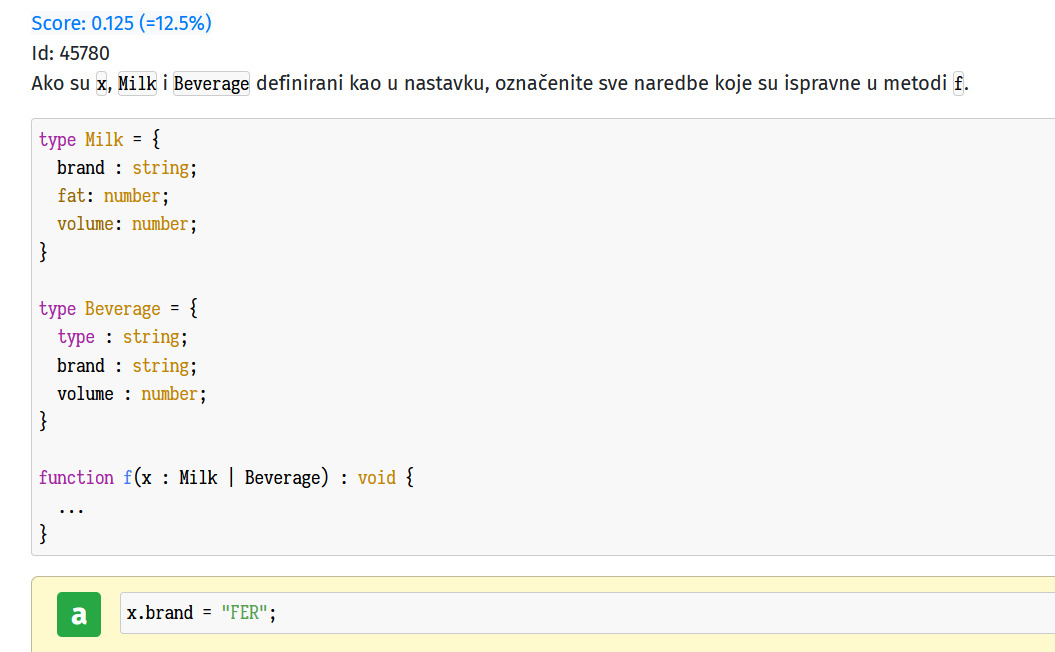 Score: 0.125 (=12.5%)
Id: 45780
Ako su x, Milk i Beverage definirani kao u nastavku, označenite sve naredbe koje su ispravne u metodi f.
type Milk = {
  brand : string;
  fat: number;
  volume: number;
}
type Beverage = {
  type : string;
  brand : string;
  volume : number;
}
function f(x : Milk | Beverage) : void {
  ...
}
a x.brand = "FER";